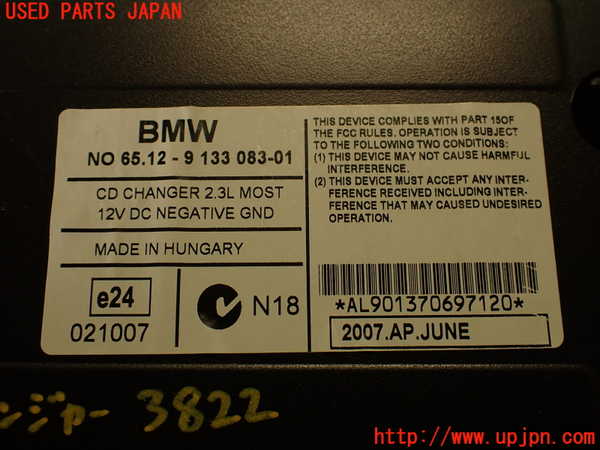 USED PARTS JAPAN
BMW
NO 65.12 - 9 133 083-01
CD CHANGER 2.3L MOST
12V DC NEGATIVE GND
MADE IN HUNGARY
e24
021007
N18
THIS DEVICE COMPLIES WITH PART 15OF
THE FCC RULES. OPERATION IS SUBJECT
TO THE FOLLOWING TWO CONDITIONS:
(1) THIS DEVICE MAY NOT CAUSE HARMFUL
INTERFERENCE.
(2) THIS DEVICE MUST ACCEPT ANY INTER-
FERENCE RECEIVED INCLUDING INTER-
FERENCE THAT MAY CAUSED UNDESIRED
OPERATION.
*AL901370697120*
2007.AP.JUNE
ンジャー 3822
http://www.upjpn.com/